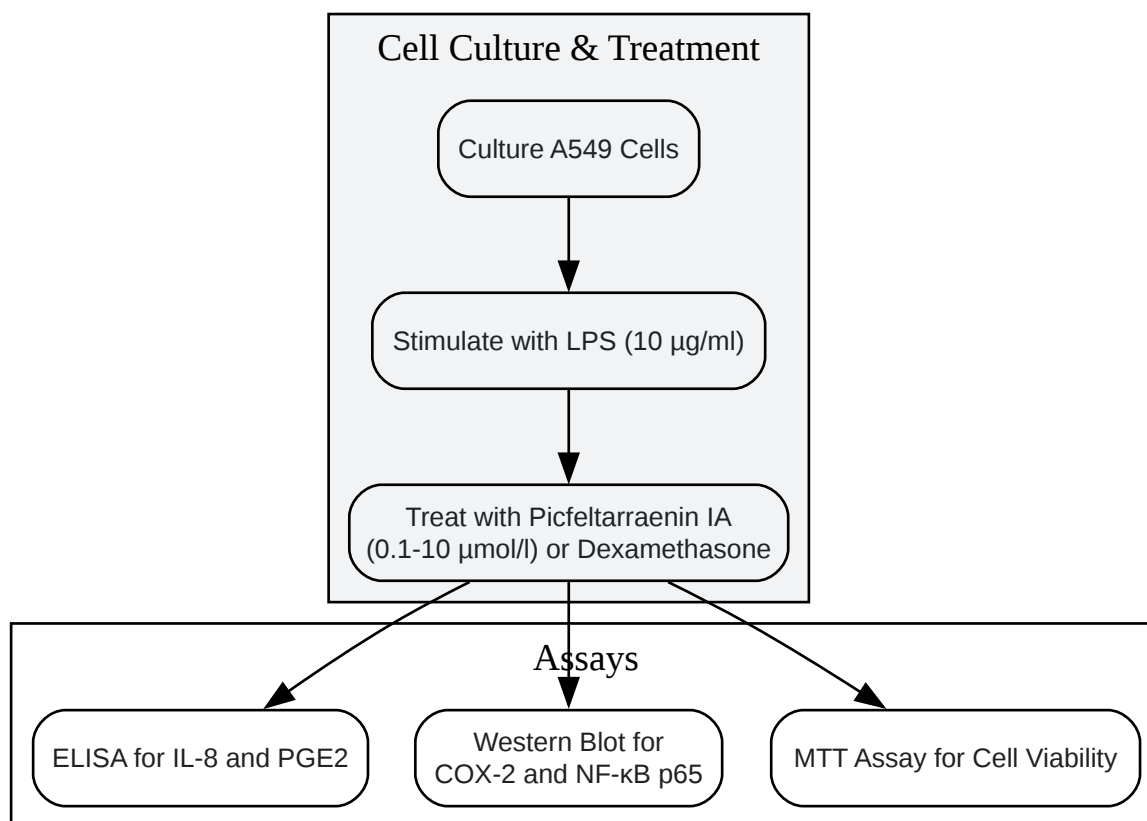 Cell Culture & Treatment
Culture A549 Cells
Stimulate with LPS (10 µg/ml)
Treat with Picfeltarraenin IA
(0.1-10 µmol/l) or Dexamethasone
Assays
ELISA for IL-8 and PGE2
Western Blot for
COX-2 and NF-κB p65
MTT Assay for Cell Viability